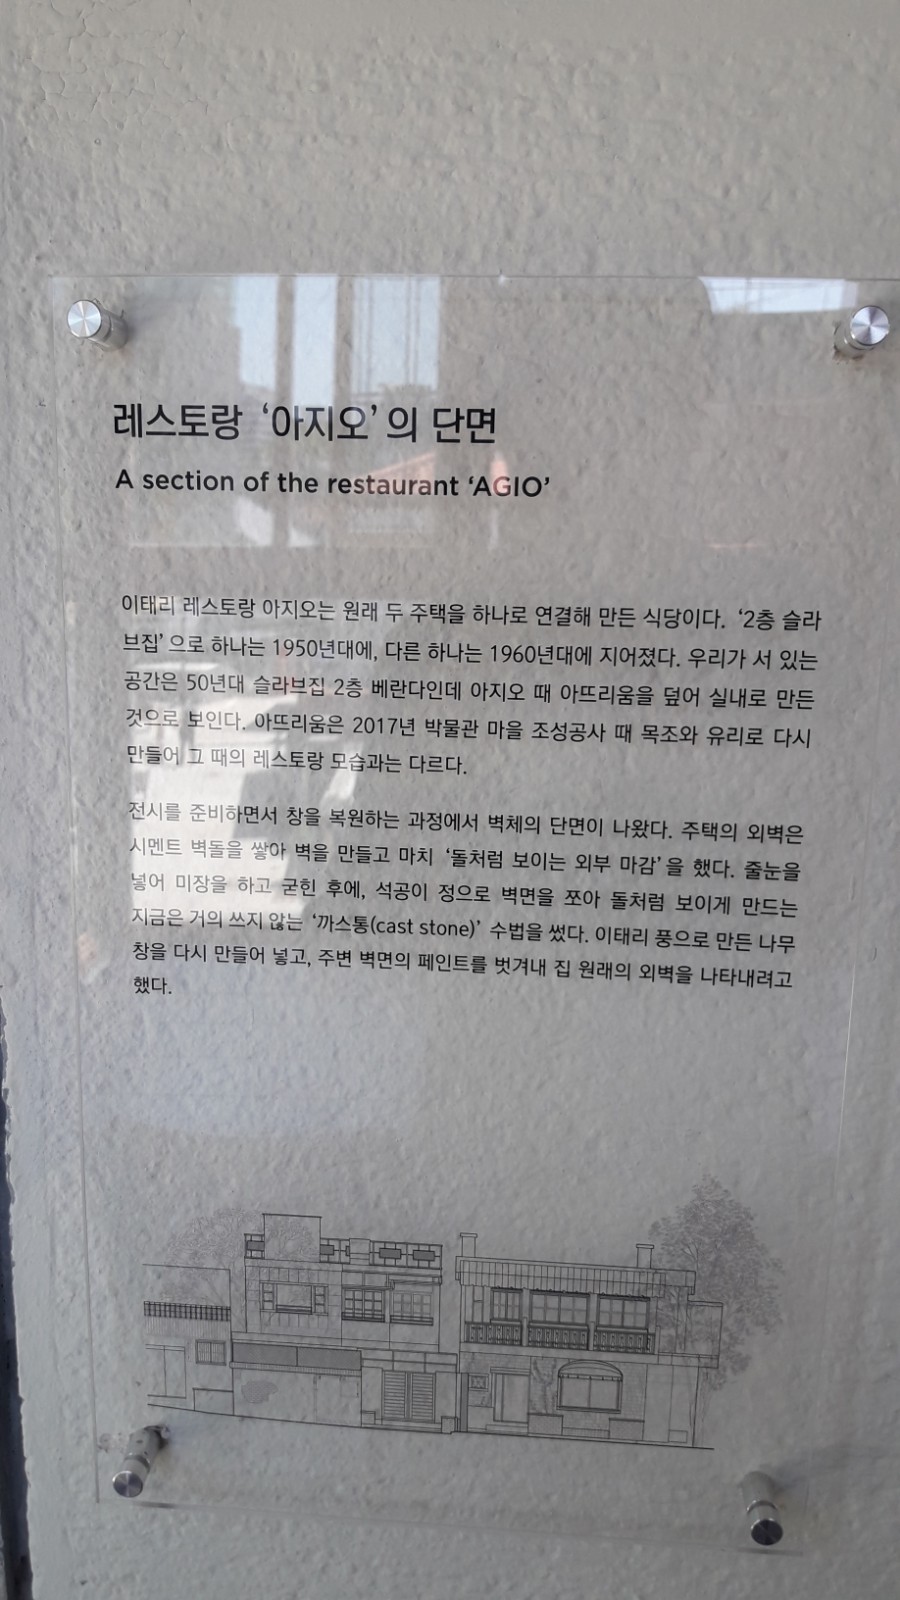 레스토랑 ‘아지오’의 단면
A section of the restaurant ‘AGIO’
이태리 레스토랑 아지오는 원래 두 주택을 하나로 연결해 만든 식당이다. ‘2층 슬라
브집’으로 하나는 1950년대에, 다른 하나는 1960년대에 지어졌다. 우리가 서 있는
공간은 50년대 슬라브집 2층 베란다인데 아지오 때 아뜨리움을 덮어 실내로 만든
것으로 보인다. 아뜨리움은 2017년 박물관 마을 조성공사 때 목조와 유리로 다시
만들어 그 때의 레스토랑 모습과는 다르다.
전시를 준비하면서 창을 복원하는 과정에서 벽체의 단면이 나왔다. 주택의 외벽은
시멘트 벽돌을 쌓아 벽을 만들고 마치 ‘돌처럼 보이는 외부 마감’을 했다. 줄눈을
넣어 미장을 하고 굳힌 후에, 석공이 정으로 벽면을 쪼아 돌처럼 보이게 만드는
지금은 거의 쓰지 않는 ‘까스통(cast stone)’ 수법을 썼다. 이태리 풍으로 만든 나무
창을 다시 만들어 넣고, 주변 벽면의 페인트를 벗겨내 집 원래의 외벽을 나타내려고
했다.